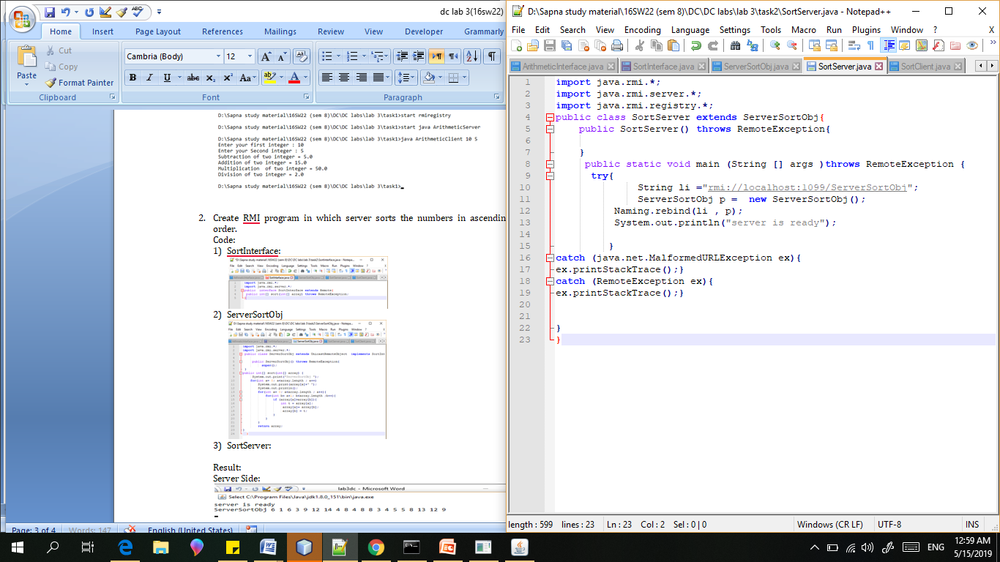 dc lab 3(16sw22)
Home Insert Page Layout References Mailings Review View Developer Grammarly
Paste
Cut
Copy
Format Painter
Clipboard
Cambria (Body) 12
B I U abc x₂ x² Aa
Font
Paragraph
D:\Sapna study material\16SW22 (sem 8)\DC\DC labs\lab 3\task1>start rmiregistry
D:\Sapna study material\16SW22 (sem 8)\DC\DC labs\lab 3\task1>start java ArithmeticServer
D:\Sapna study material\16SW22 (sem 8)\DC\DC labs\lab 3\task1>java ArithmeticClient 10 5
Enter your first integer : 10
Enter your Second integer : 5
Subtraction of two integer = 5.0
Addition of two integer = 15.0
Multiplication of two integer = 50.0
Division of two integer = 2.0
D:\Sapna study material\16SW22 (sem 8)\DC\DC labs\lab 3\task1>
2. Create RMI program in which server sorts the numbers in ascendin
order.
Code:
1) SortInterface:
import java.rmi.*;
import java.rmi.server.*;
public interface SortInterface extends Remote{
public int[] sort(int[] array) throws RemoteException;
2) ServerSortObj
import java.rmi.*;
import java.rmi.server.*;
public class ServerSortObj extends UnicastRemoteObject implements
public ServerSortObj() throws RemoteException{
super();
public int[] sort(int[] array) {
return array;
3) SortServer:
Result:
Server Side:
lab3dc - Microsoft Word
Select C:\Program Files\Java\jdk1.8.0_151\bin\java.exe
server is ready
ServerSortObj 6 1 6 3 9 12 14 4 8 4 8 8 3 4 5 5 8 13 12 9
Page: 3 of 4 Words: 147 English (United States)
D:\Sapna study material\16SW22 (sem 8)\DC\DC labs\lab 3\task2\SortServer.java - Notepad++
File Edit Search View Encoding Language Settings Tools Macro Run Plugins Window ? X
ArithmeticInterface.java SortInterface.java ServerSortObj.java SortServer.java SortClient.java
1 import java.rmi.*;
2 import java.rmi.server.*;
3 import java.rmi.registry.*;
4 public class SortServer extends ServerSortObj{
5 public SortServer() throws RemoteException{
6
7 }
8 public static void main (String [] args )throws RemoteException {
9 try{
10 String li ="rmi://localhost:1099/ServerSortObj";
11 ServerSortObj p = new ServerSortObj();
12 Naming.rebind(li , p);
13 System.out.println("server is ready");
14
15 }
16 catch (java.net.MalformedURLException ex){
17 ex.printStackTrace();}
18 catch (RemoteException ex){
19 ex.printStackTrace();}
20
21
22 }
23 }
length : 599 lines : 23 Ln : 23 Col : 2 Sel : 0 | 0 Windows (CR LF) UTF-8 INS
ENG
12:59 AM
5/15/2019